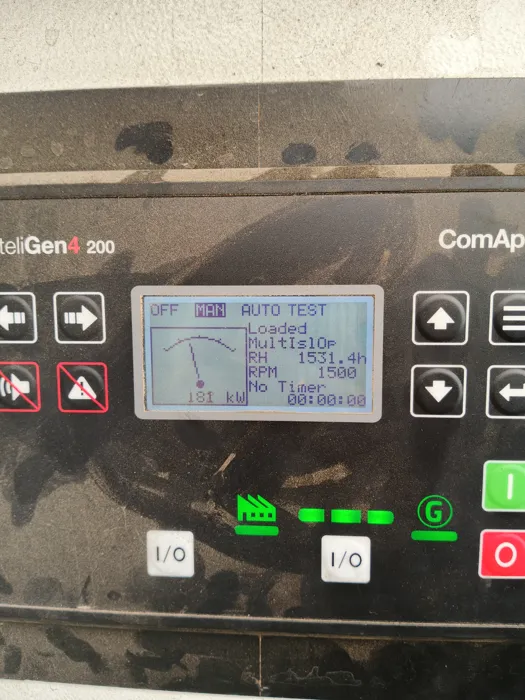 teliGen4 200
ComAp
OFF MAN AUTO TEST
Loaded
MultIslOp
RH 1531.4h
RPM 1500
No Timer
181 kW 00:00:00
G
I
I/O
I/O
O